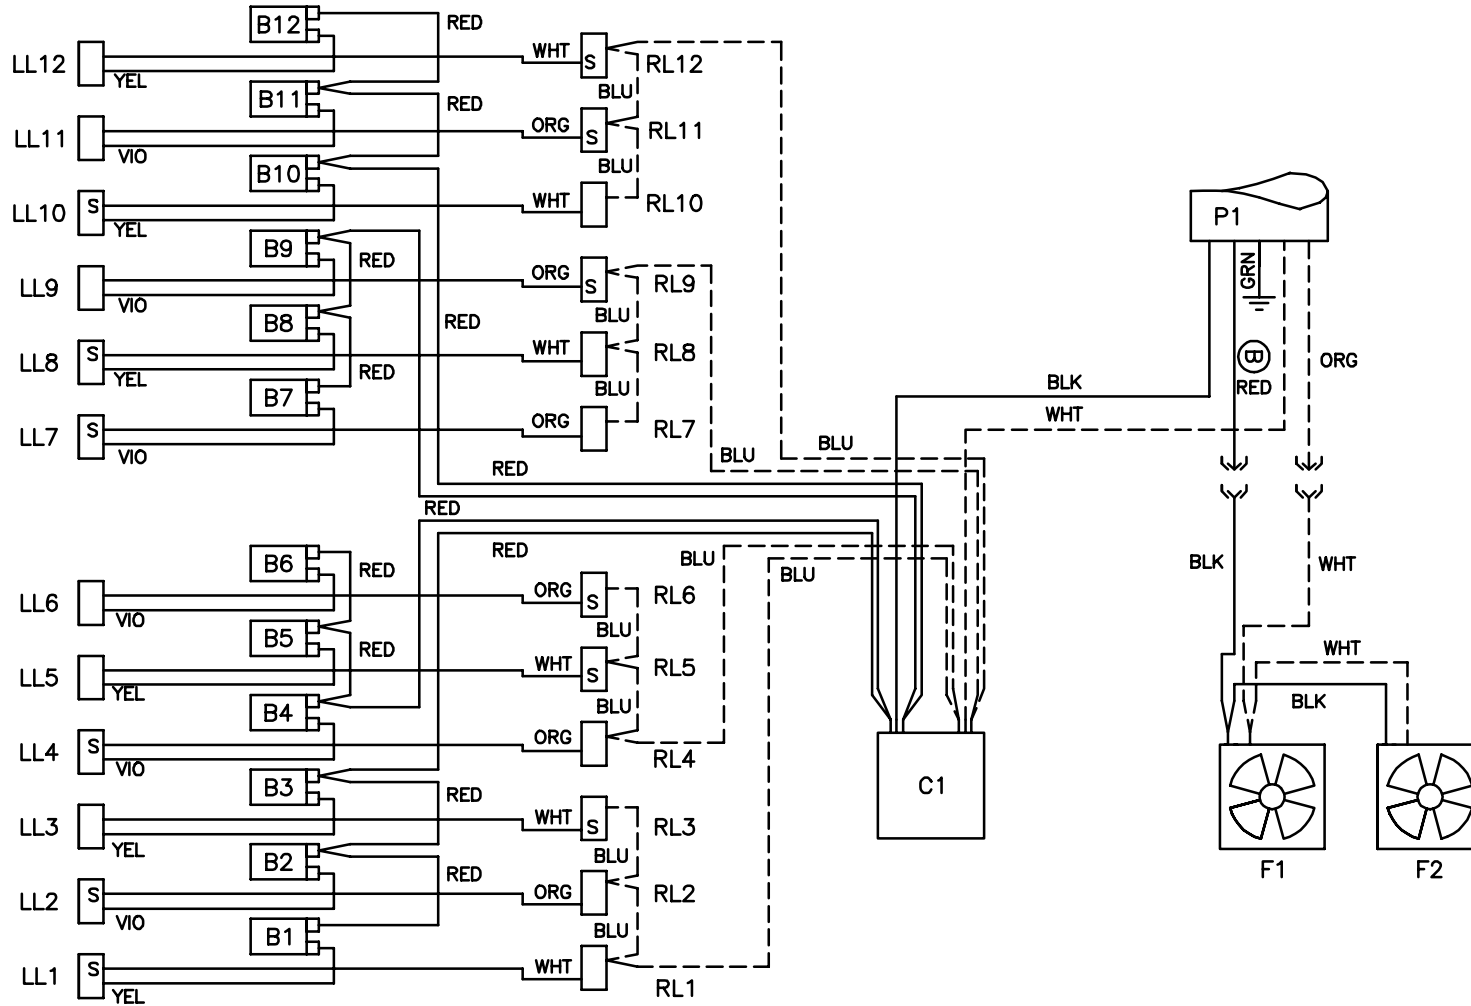 B12
RED
WHT
S
RL12
LL12
YEL
B11
RED
BLU
ORG
S
RL11
LL11
VIO
B10
BLU
WHT
RL10
S
LL10
YEL
P1
B9
RED
ORG
S
RL9
GRN
LL9
VIO
B8
RED
BLU
WHT
RL8
S
LL8
YEL
B
RED
ORG
B7
RED
BLU
BLK
ORG
RL7
WHT
S
LL7
VIO
BLU
BLU
RED
RED
RED
BLU
BLU
BLK
WHT
B6
RED
ORG
S
RL6
LL6
VIO
B5
RED
BLU
WHT
S
RL5
LL5
YEL
WHT
B4
BLU
BLK
ORG
RL4
S
LL4
VIO
B3
RED
WHT
S
RL3
C1
LL3
YEL
B2
RED
BLU
ORG
RL2
F1
F2
S
LL2
VIO
B1
BLU
WHT
RL1
S
LL1
YEL